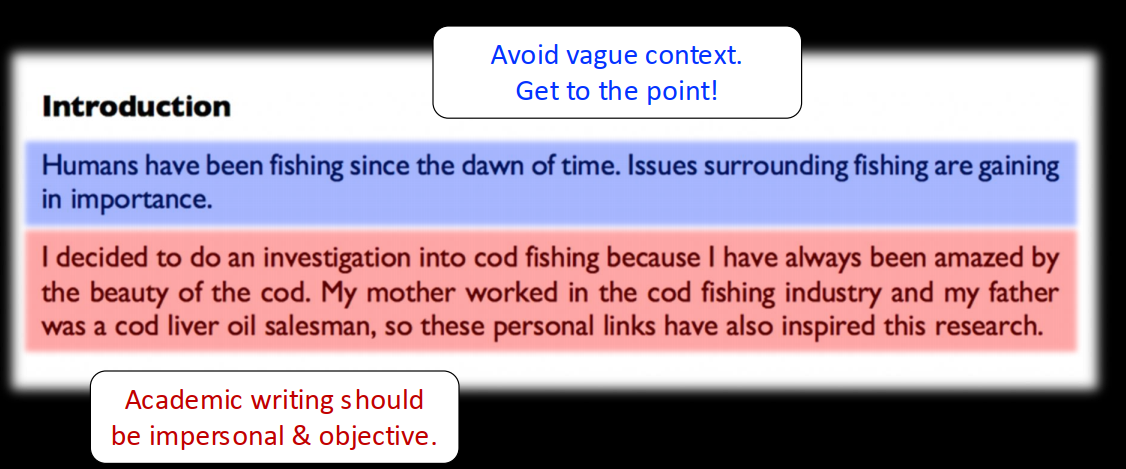 Avoid vague context.
Get to the point!
Introduction
Humans have been fishing since the dawn of time. Issues surrounding fishing are gaining
in importance.
I decided to do an investigation into cod fishing because I have always been amazed by
the beauty of the cod. My mother worked in the cod fishing industry and my father
was a cod liver oil salesman, so these personal links have also inspired this research.
Academic writing should
be impersonal & objective.